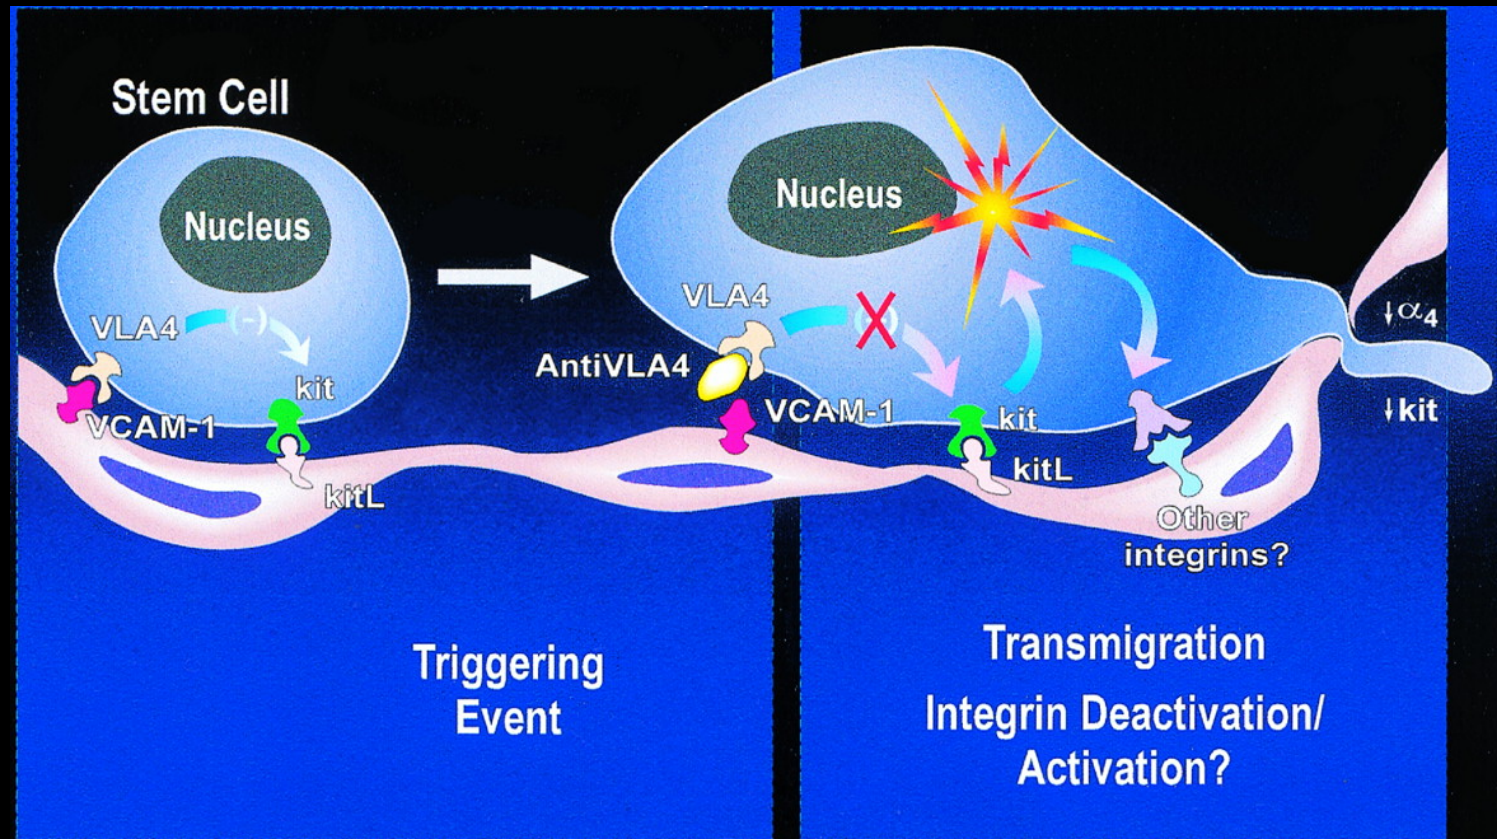 Stem Cell
Nucleus
VLA4
(-)
kit
VCAM-1
kitL
Nucleus
VLA4
AntiVLA4
VCAM-1
kit
kitL
Other
integrins?
↓α4
↓kit
Triggering
Event
Transmigration
Integrin Deactivation/
Activation?